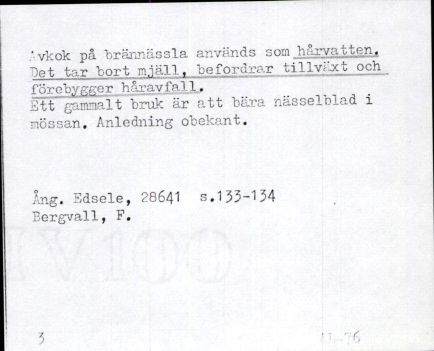 Avkok på brännässla används som hårvatten.
Det tar bort mjäll, befordrar tillväxt och
förebygger håravfall.
Ett gammalt bruk är att bära nässelblad i
mössan. Anledning obekant.
Ång. Edsele, 28641 s.133-134
Bergvall, F.
3